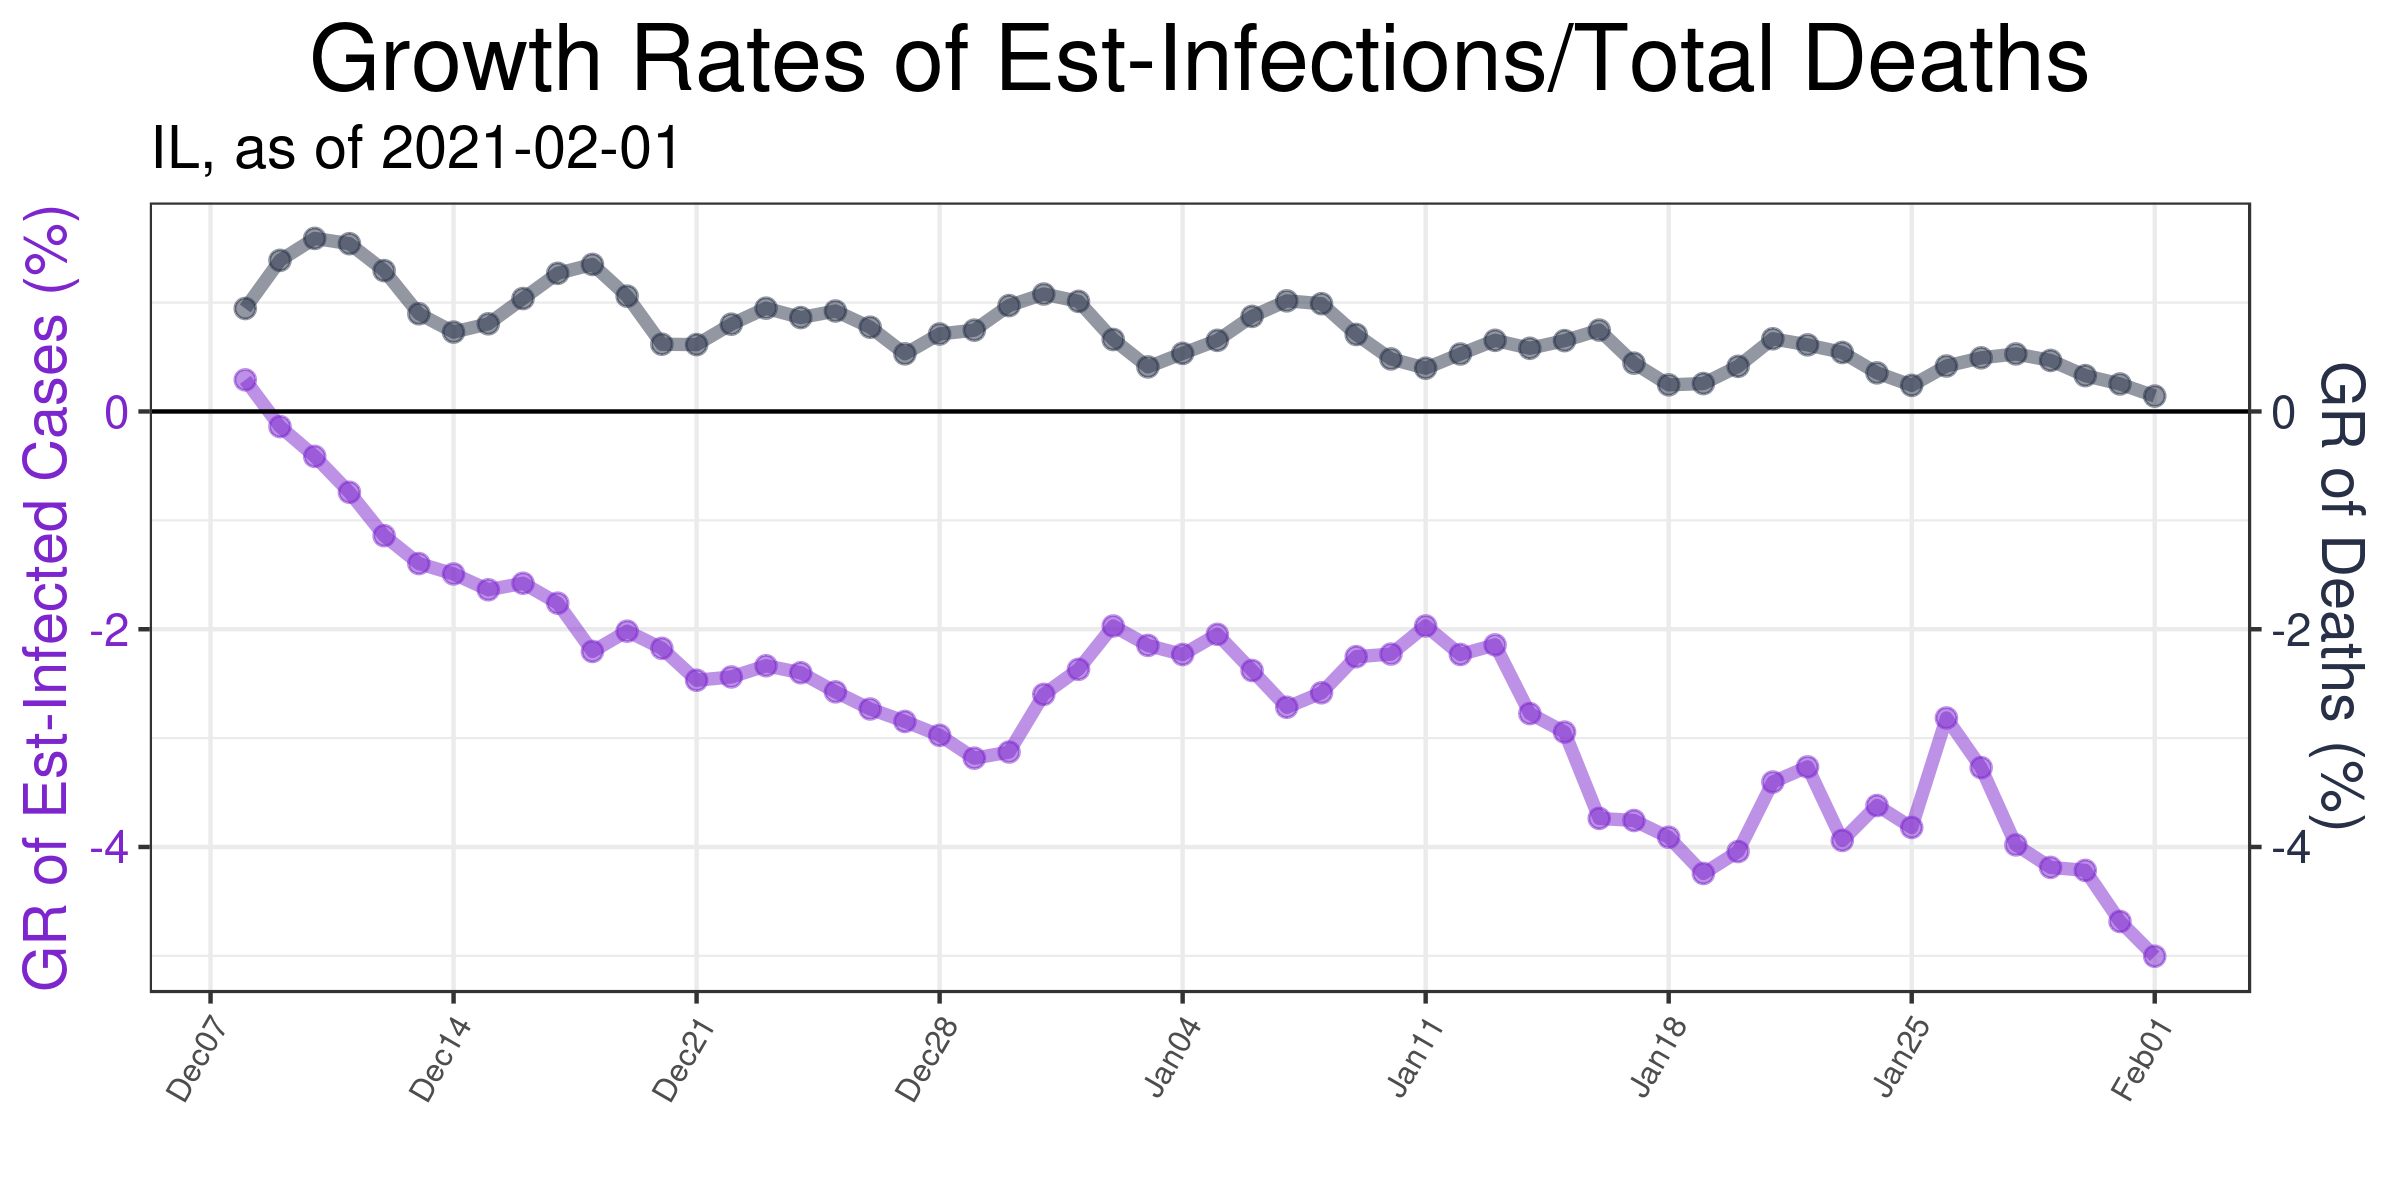 Growth Rates of Est-Infections/Total Deaths
IL, as of 2021-02-01
GR of Est-Infected Cases (%)
0
-2
-4
0
-2
-4
GR of Deaths (%)
Dec07
Dec14
Dec21
Dec28
Jan04
Jan11
Jan18
Jan25
Feb01